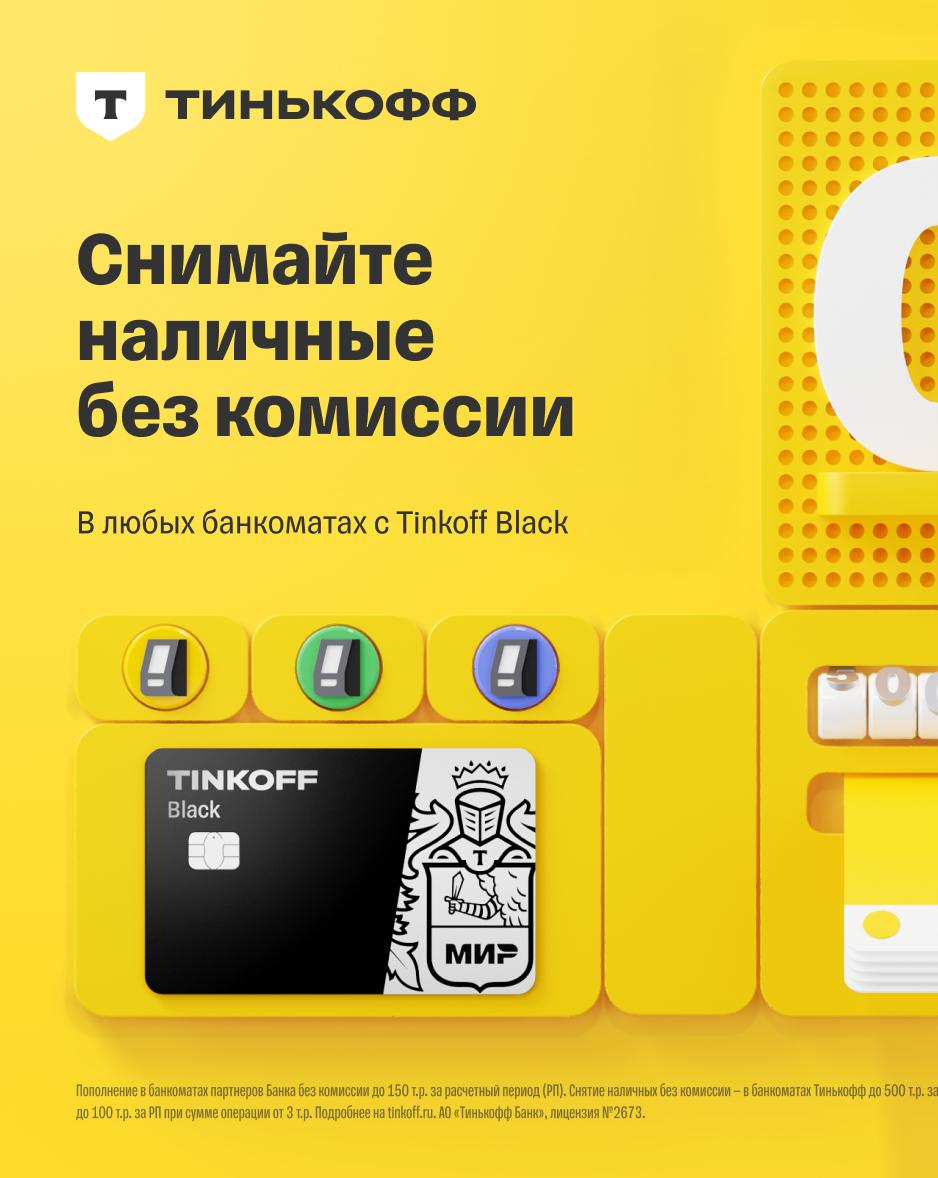 Т ТИНЬКОФФ
Снимайте
наличные
без комиссии
В любых банкоматах с Tinkoff Black
500
TINKOFF
Black
Т
МИР
Пополнение в банкоматах партнеров Банка без комиссии до 150 т.р. за расчетный период (РП). Снятие наличных без комиссии – в банкоматах Тинькофф до 500 т.р. за
до 100 т.р. за РП при сумме операции от 3 т.р. Подробнее на tinkoff.ru. АО «Тинькофф Банк», лицензия №2673.